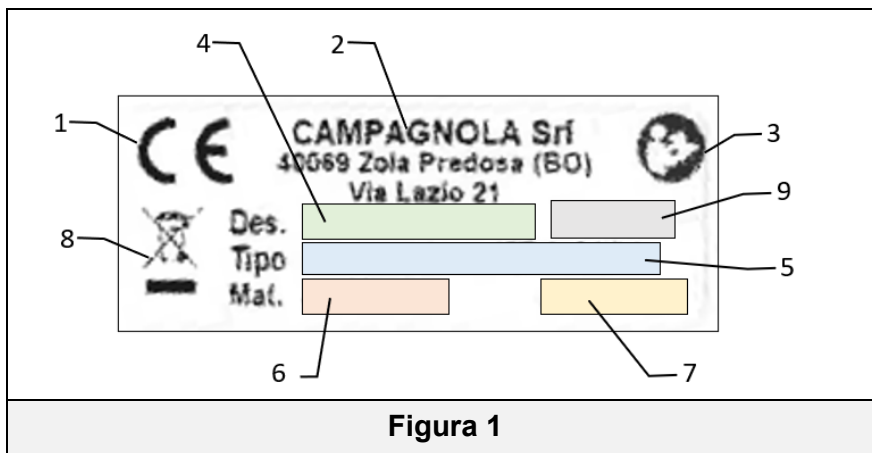 4
2
1
CE
CAMPAGNOLA Srl
3
40069 Zola Predosa (BO)
Via Lazio 21
9
8
Des.
Tipo
5
Mat.
6
7
Figura 1